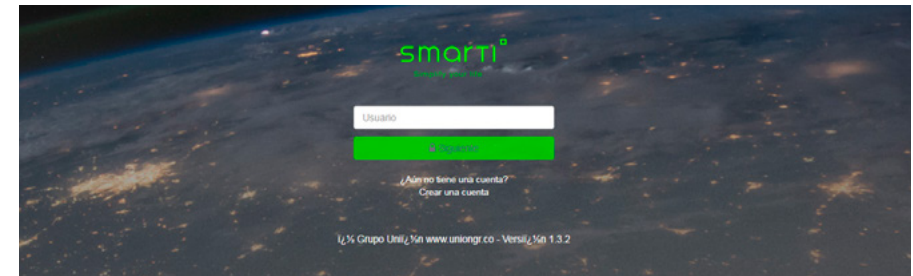 smarti
Usuario
Siguiente
¿Aún no tiene una cuenta?
Crear una cuenta
ï¿½ Grupo Uniï¿½n www.uniongr.co - Versiï¿½n 1.3.2